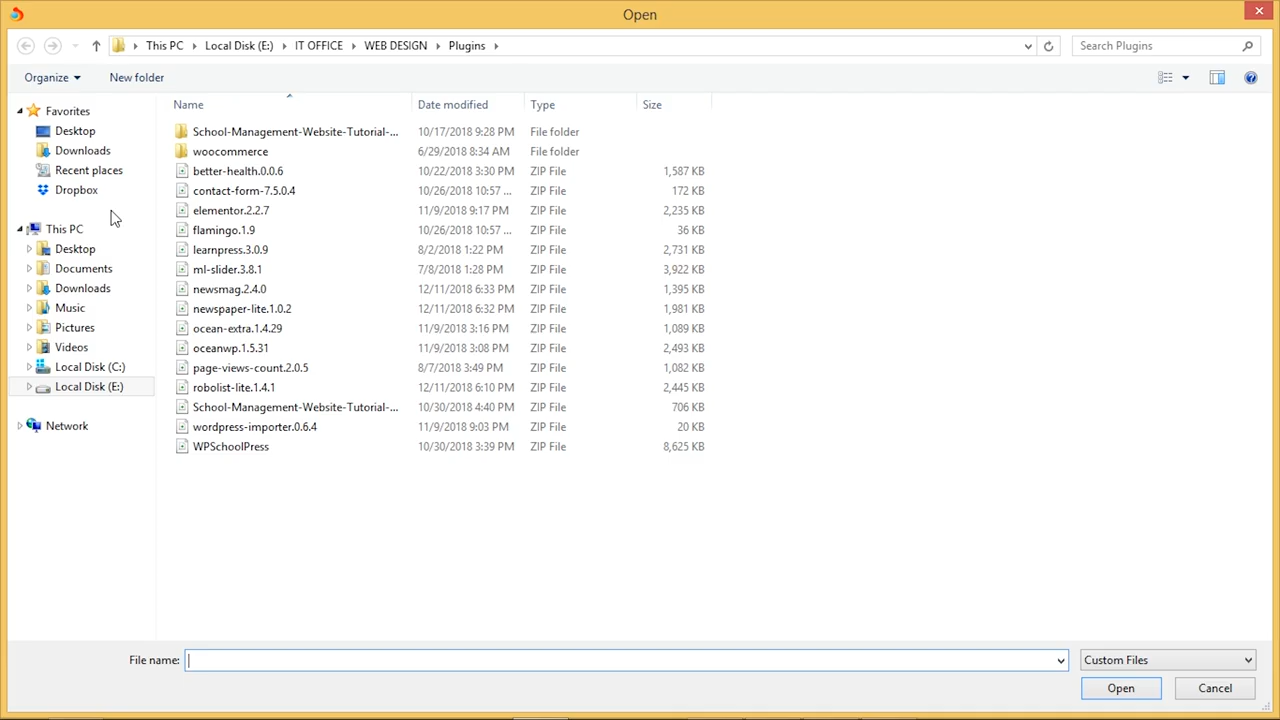 Open
This PC Local Disk (E:) IT OFFICE WEB DESIGN Plugins
Search Plugins
Organize
New folder
Name Date modified Type Size
Favorites
Desktop
Downloads
Recent places
Dropbox
This PC
Desktop
Documents
Downloads
Music
Pictures
Videos
Local Disk (C:)
Local Disk (E:)
Network
School-Management-Website-Tutorial-... 10/17/2018 9:28 PM File folder
woocommerce 6/29/2018 8:34 AM File folder
better-health.0.0.6 10/22/2018 3:30 PM ZIP File 1,587 KB
contact-form-7.5.0.4 10/26/2018 10:57 ... ZIP File 172 KB
elementor.2.2.7 11/9/2018 9:17 PM ZIP File 2,235 KB
flamingo.1.9 10/26/2018 10:57 ... ZIP File 36 KB
learnpress.3.0.9 8/2/2018 1:22 PM ZIP File 2,731 KB
ml-slider.3.8.1 7/8/2018 1:28 PM ZIP File 3,922 KB
newsmag.2.4.0 12/11/2018 6:33 PM ZIP File 1,395 KB
newspaper-lite.1.0.2 12/11/2018 6:32 PM ZIP File 1,981 KB
ocean-extra.1.4.29 11/9/2018 3:16 PM ZIP File 1,089 KB
oceanwp.1.5.31 11/9/2018 3:08 PM ZIP File 2,493 KB
page-views-count.2.0.5 8/7/2018 3:49 PM ZIP File 1,082 KB
robolist-lite.1.4.1 12/11/2018 6:10 PM ZIP File 2,445 KB
School-Management-Website-Tutorial-... 10/30/2018 4:40 PM ZIP File 706 KB
wordpress-importer.0.6.4 11/9/2018 9:03 PM ZIP File 20 KB
WPSchoolPress 10/30/2018 3:39 PM ZIP File 8,625 KB
File name:
Custom Files
Open
Cancel